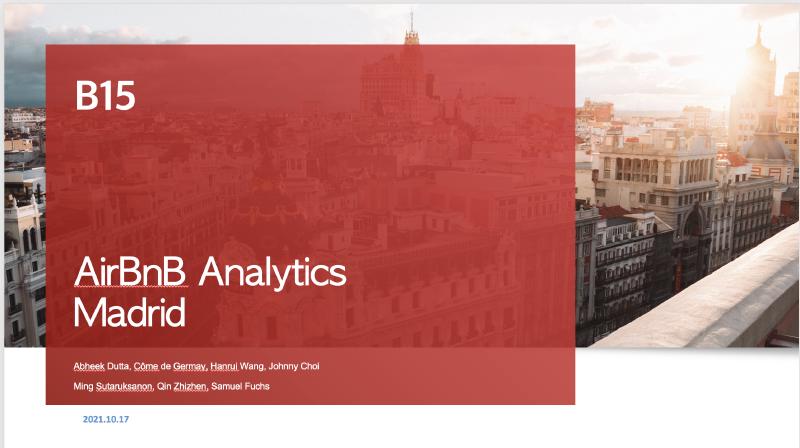 B15
AirBnB Analytics
Madrid
Abheek Dutta, Côme de Germay, Hanrui Wang, Johnny Choi
Ming Sutaruksanon, Qin Zhizhen, Samuel Fuchs
2021.10.17